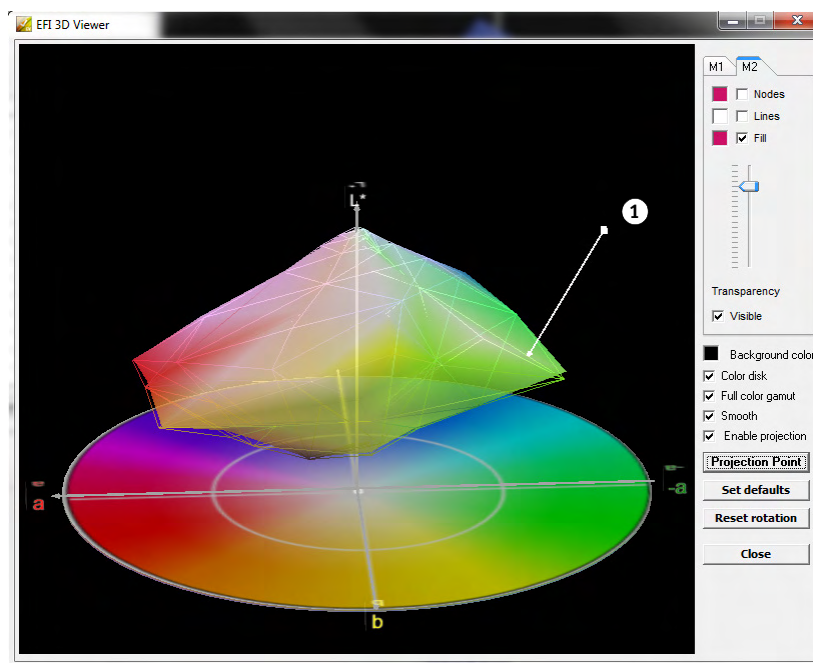 EFI 3D Viewer
M1 M2
Nodes
Lines
Fill
L*
1
Transparency
Visible
Background color
Color disk
Full color gamut
Smooth
Enable projection
Projection Point
a
-a
Set defaults
Reset rotation
Close
b